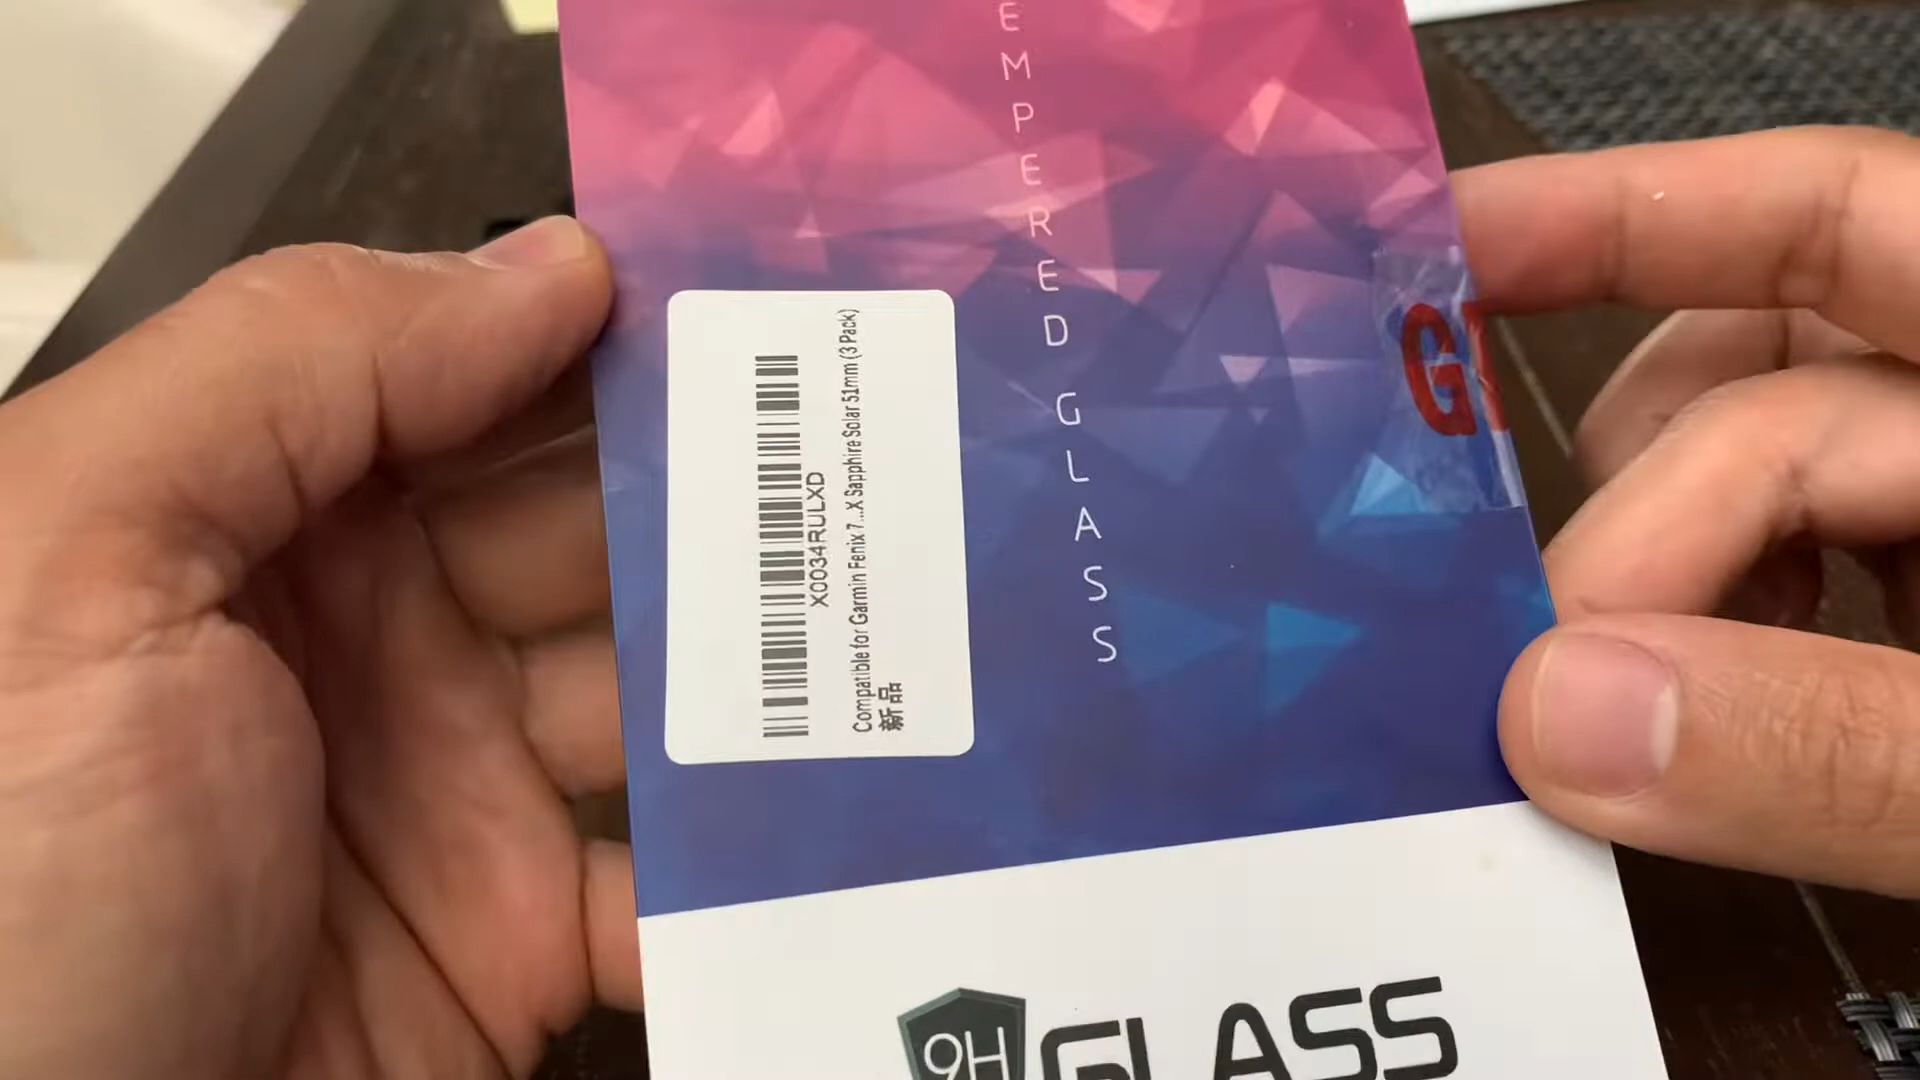 EMPERED GLASS
X0034RULXD
Compatible for Garmin Fenix 7...X Sapphire Solar 51mm (3 Pack)
新品
9H
GLASS